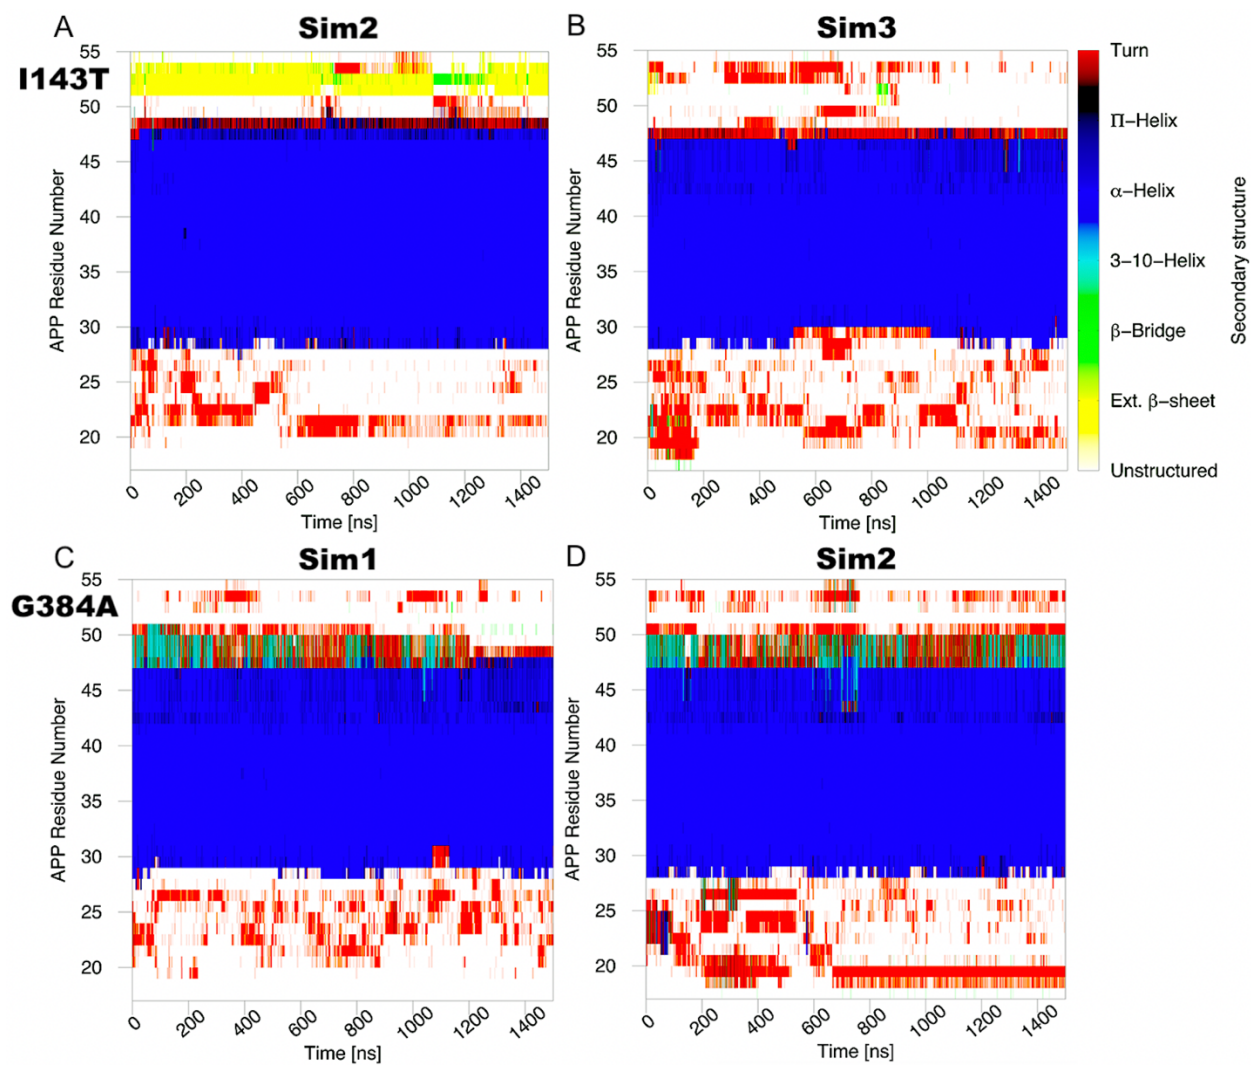 A
Sim2
B
Sim3
I143T
55
50
45
40
35
30
25
20
APP Residue Number
0
200
400
600
800
1000
1200
1400
Time [ns]
55
50
45
40
35
30
25
20
APP Residue Number
0
200
400
600
800
1000
1200
1400
Time [ns]
Turn
Π-Helix
α-Helix
3-10-Helix
β-Bridge
Ext. β-sheet
Unstructured
Secondary structure
C
Sim1
D
Sim2
G384A
55
50
45
40
35
30
25
20
APP Residue Number
0
200
400
600
800
1000
1200
1400
Time [ns]
55
50
45
40
35
30
25
20
APP Residue Number
0
200
400
600
800
1000
1200
1400
Time [ns]